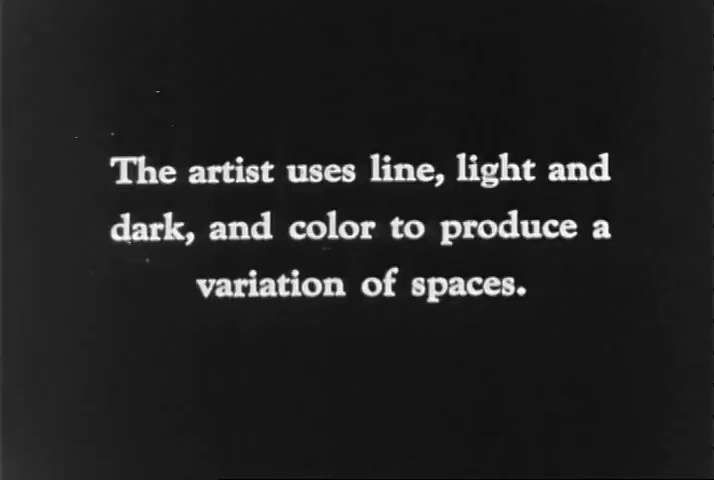 The artist uses line, light and
dark, and color to produce a
variation of spaces.